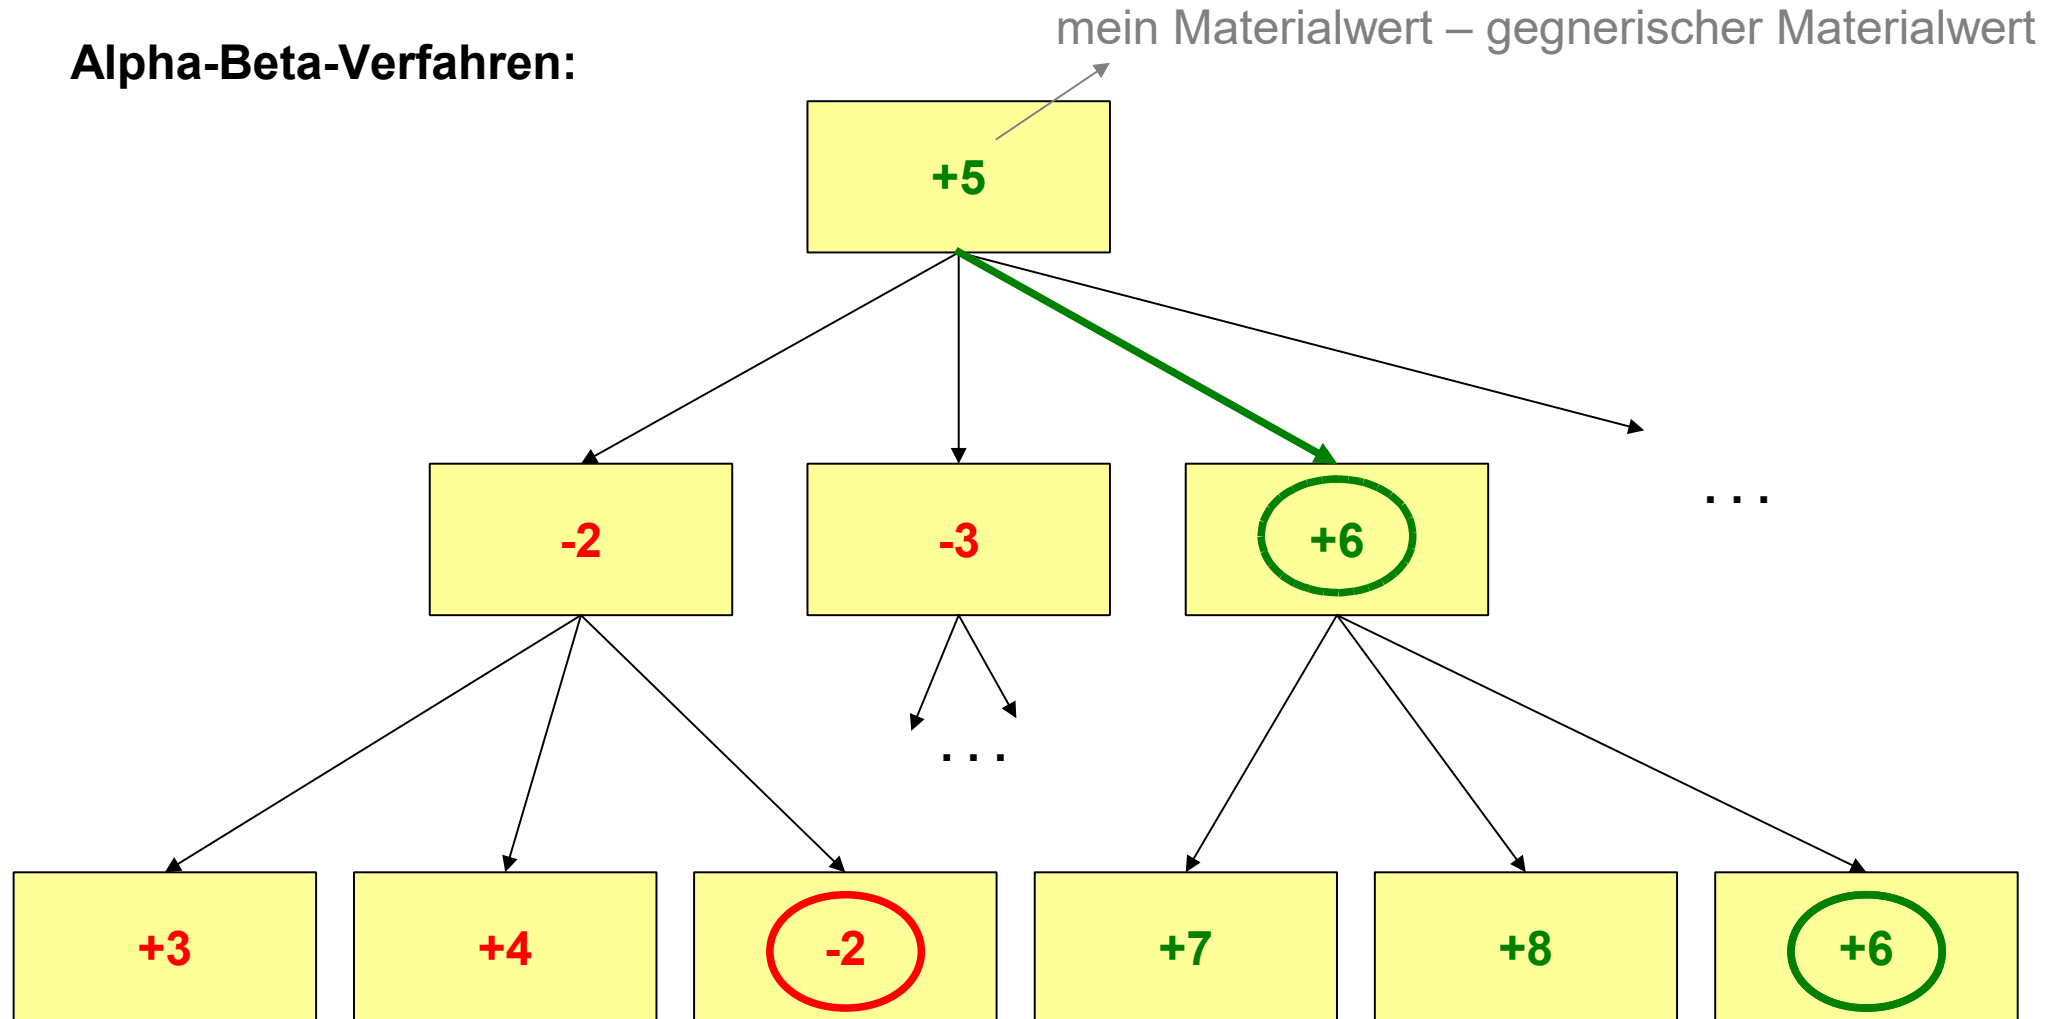 mein Materialwert – gegnerischer Materialwert
Alpha-Beta-Verfahren:
+5
-2 -3 +6 . . .
. . .
+3 +4 -2 +7 +8 +6